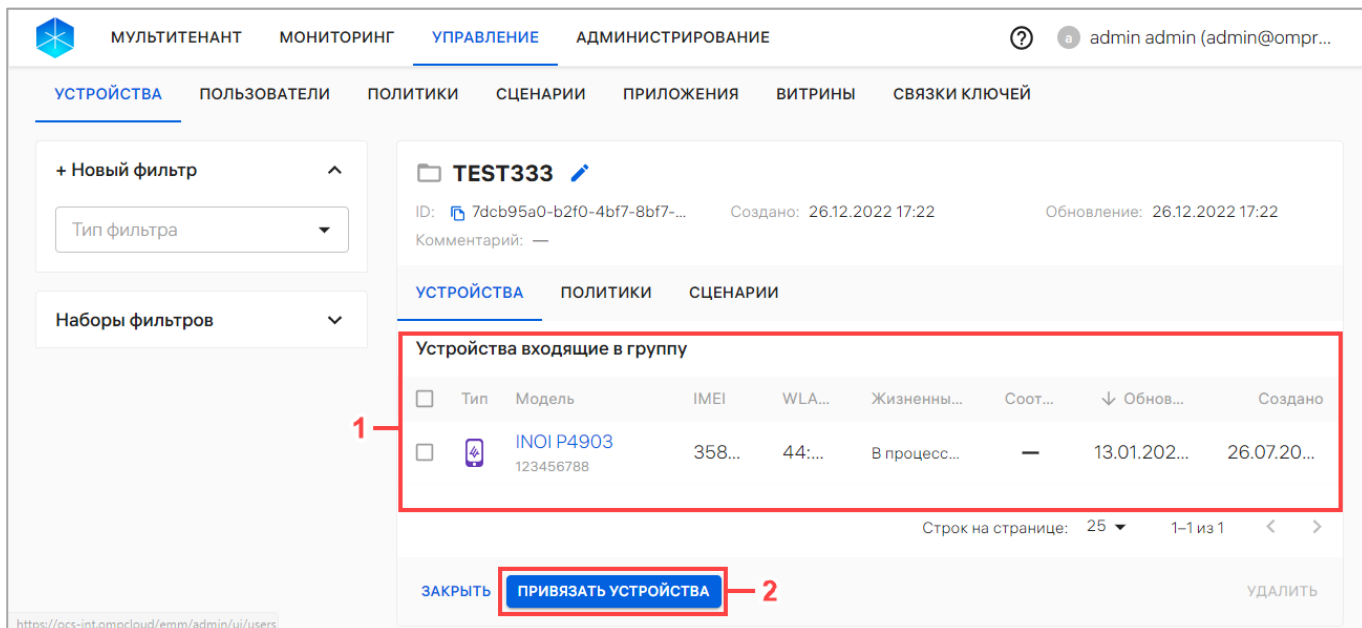 МУЛЬТИТЕНАНТ МОНИТОРИНГ УПРАВЛЕНИЕ АДМИНИСТРИРОВАНИЕ ? a admin admin (admin@ompr...
УСТРОЙСТВА ПОЛЬЗОВАТЕЛИ ПОЛИТИКИ СЦЕНАРИИ ПРИЛОЖЕНИЯ ВИТРИНЫ СВЯЗКИ КЛЮЧЕЙ
+ Новый фильтр
Тип фильтра
Наборы фильтров
TEST333
ID: 7dcb95a0-b2f0-4bf7-8bf7-... Создано: 26.12.2022 17:22 Обновление: 26.12.2022 17:22
Комментарий: —
УСТРОЙСТВА ПОЛИТИКИ СЦЕНАРИИ
Устройства входящие в группу
Тип Модель IMEI WLA... Жизненны... Соот... ↓ Обнов... Создано
1
INOI P4903 358... 44:... В процесс... — 13.01.202... 26.07.20...
123456788
Строк на странице: 25 1–1 из 1 < >
ЗАКРЫТЬ ПРИВЯЗАТЬ УСТРОЙСТВА 2 УДАЛИТЬ
https://ocs-int.ompcloud/emm/admin/ui/users